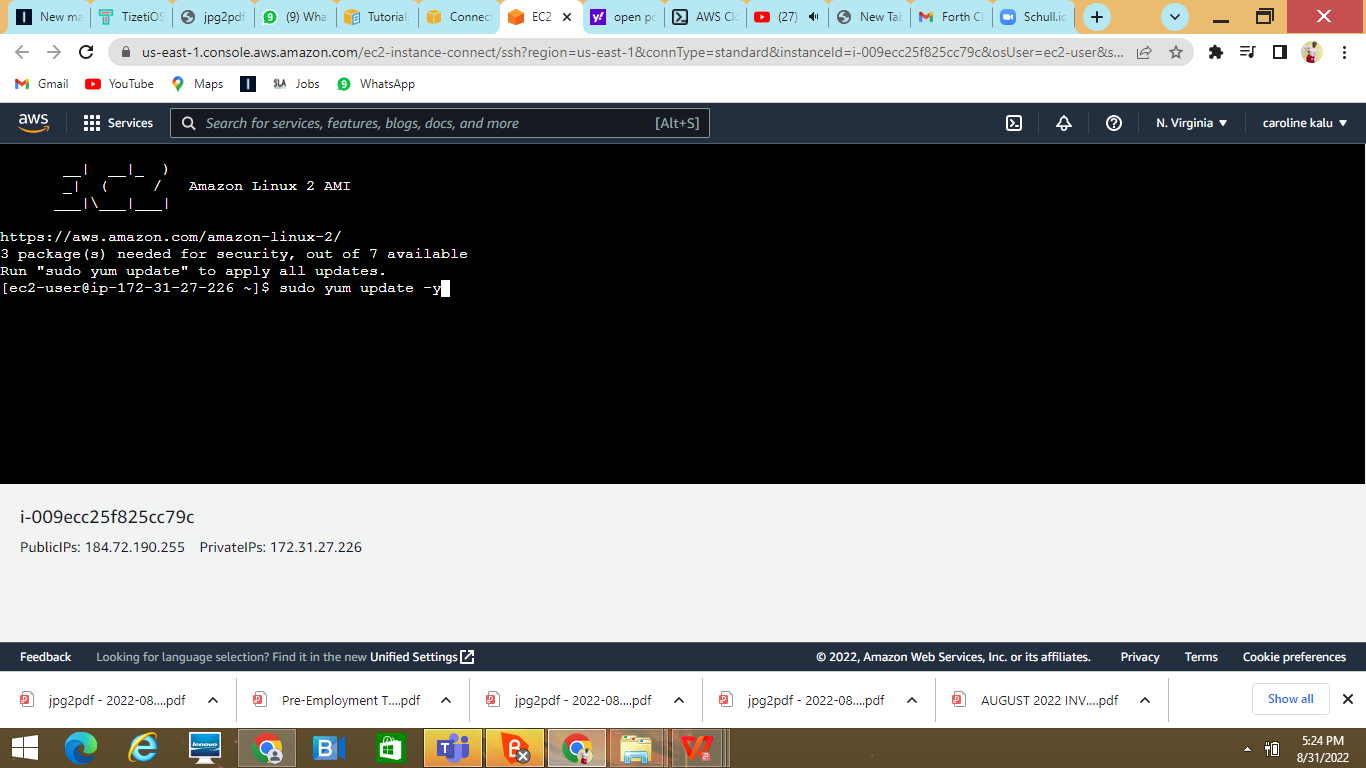 New ma
TizetiOS
jpg2pdf
(9) Wha
Tutorial:
Connect
EC2
open po
AWS Clo
(27)
New Tab
Forth Cl
Schull.ic
us-east-1.console.aws.amazon.com/ec2-instance-connect/ssh?region=us-east-1&connType=standard&instanceId=i-009ecc25f825cc79c&osUser=ec2-user&s...
Gmail
YouTube
Maps
SLA Jobs
WhatsApp
aws
Services
Search for services, features, blogs, docs, and more
[Alt+S]
N. Virginia
caroline kalu
__|  __|_  )
_|  (     /   Amazon Linux 2 AMI
___|\___|___|
https://aws.amazon.com/amazon-linux-2/
3 package(s) needed for security, out of 7 available
Run "sudo yum update" to apply all updates.
[ec2-user@ip-172-31-27-226 ~]$ sudo yum update -y
i-009ecc25f825cc79c
PublicIPs: 184.72.190.255 PrivateIPs: 172.31.27.226
Feedback
Looking for language selection? Find it in the new Unified Settings
© 2022, Amazon Web Services, Inc. or its affiliates.
Privacy
Terms
Cookie preferences
jpg2pdf - 2022-08....pdf
Pre-Employment T....pdf
jpg2pdf - 2022-08....pdf
jpg2pdf - 2022-08....pdf
AUGUST 2022 INV....pdf
Show all
lenovo
5:24 PM
8/31/2022